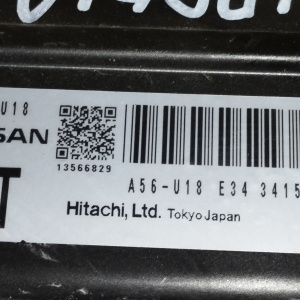 U18
SAN
13566829
A56-U18 E34 3415
T
Hitachi, Ltd. Tokyo Japan